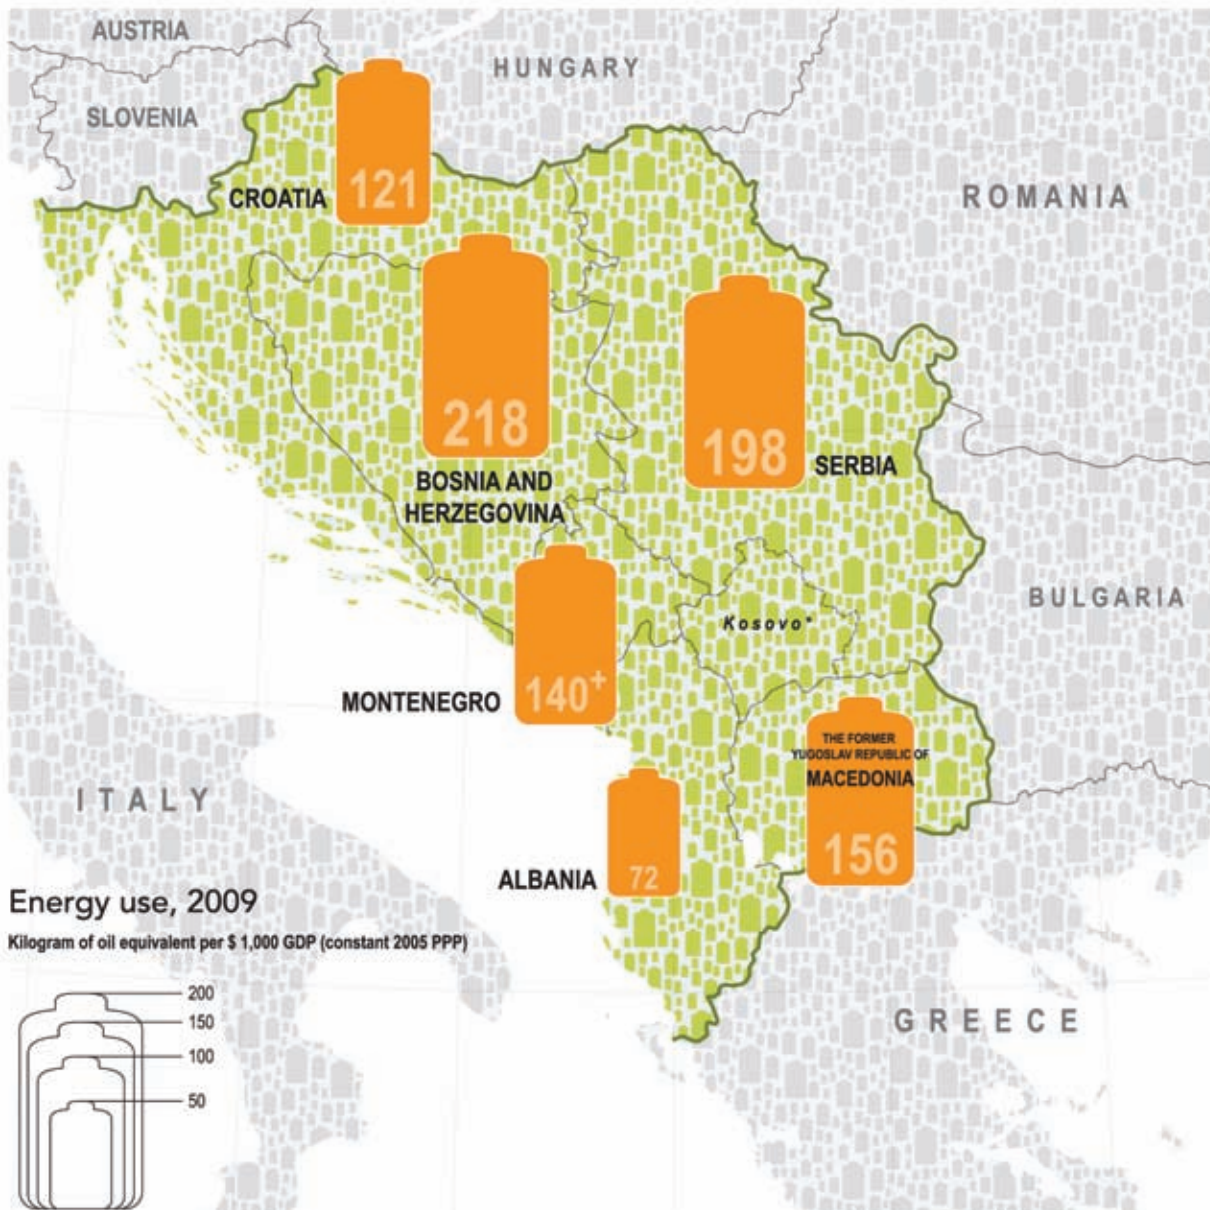 AUSTRIA
HUNGARY
SLOVENIA
ROMANIA
CROATIA
121
218
198
SERBIA
BOSNIA AND
HERZEGOVINA
BULGARIA
Kosovo*
MONTENEGRO
140+
THE FORMER
YUGOSLAV REPUBLIC OF
MACEDONIA
156
ITALY
ALBANIA
72
Energy use, 2009
Kilogram of oil equivalent per $ 1,000 GDP (constant 2005 PPP)
200
150
100
50
GREECE